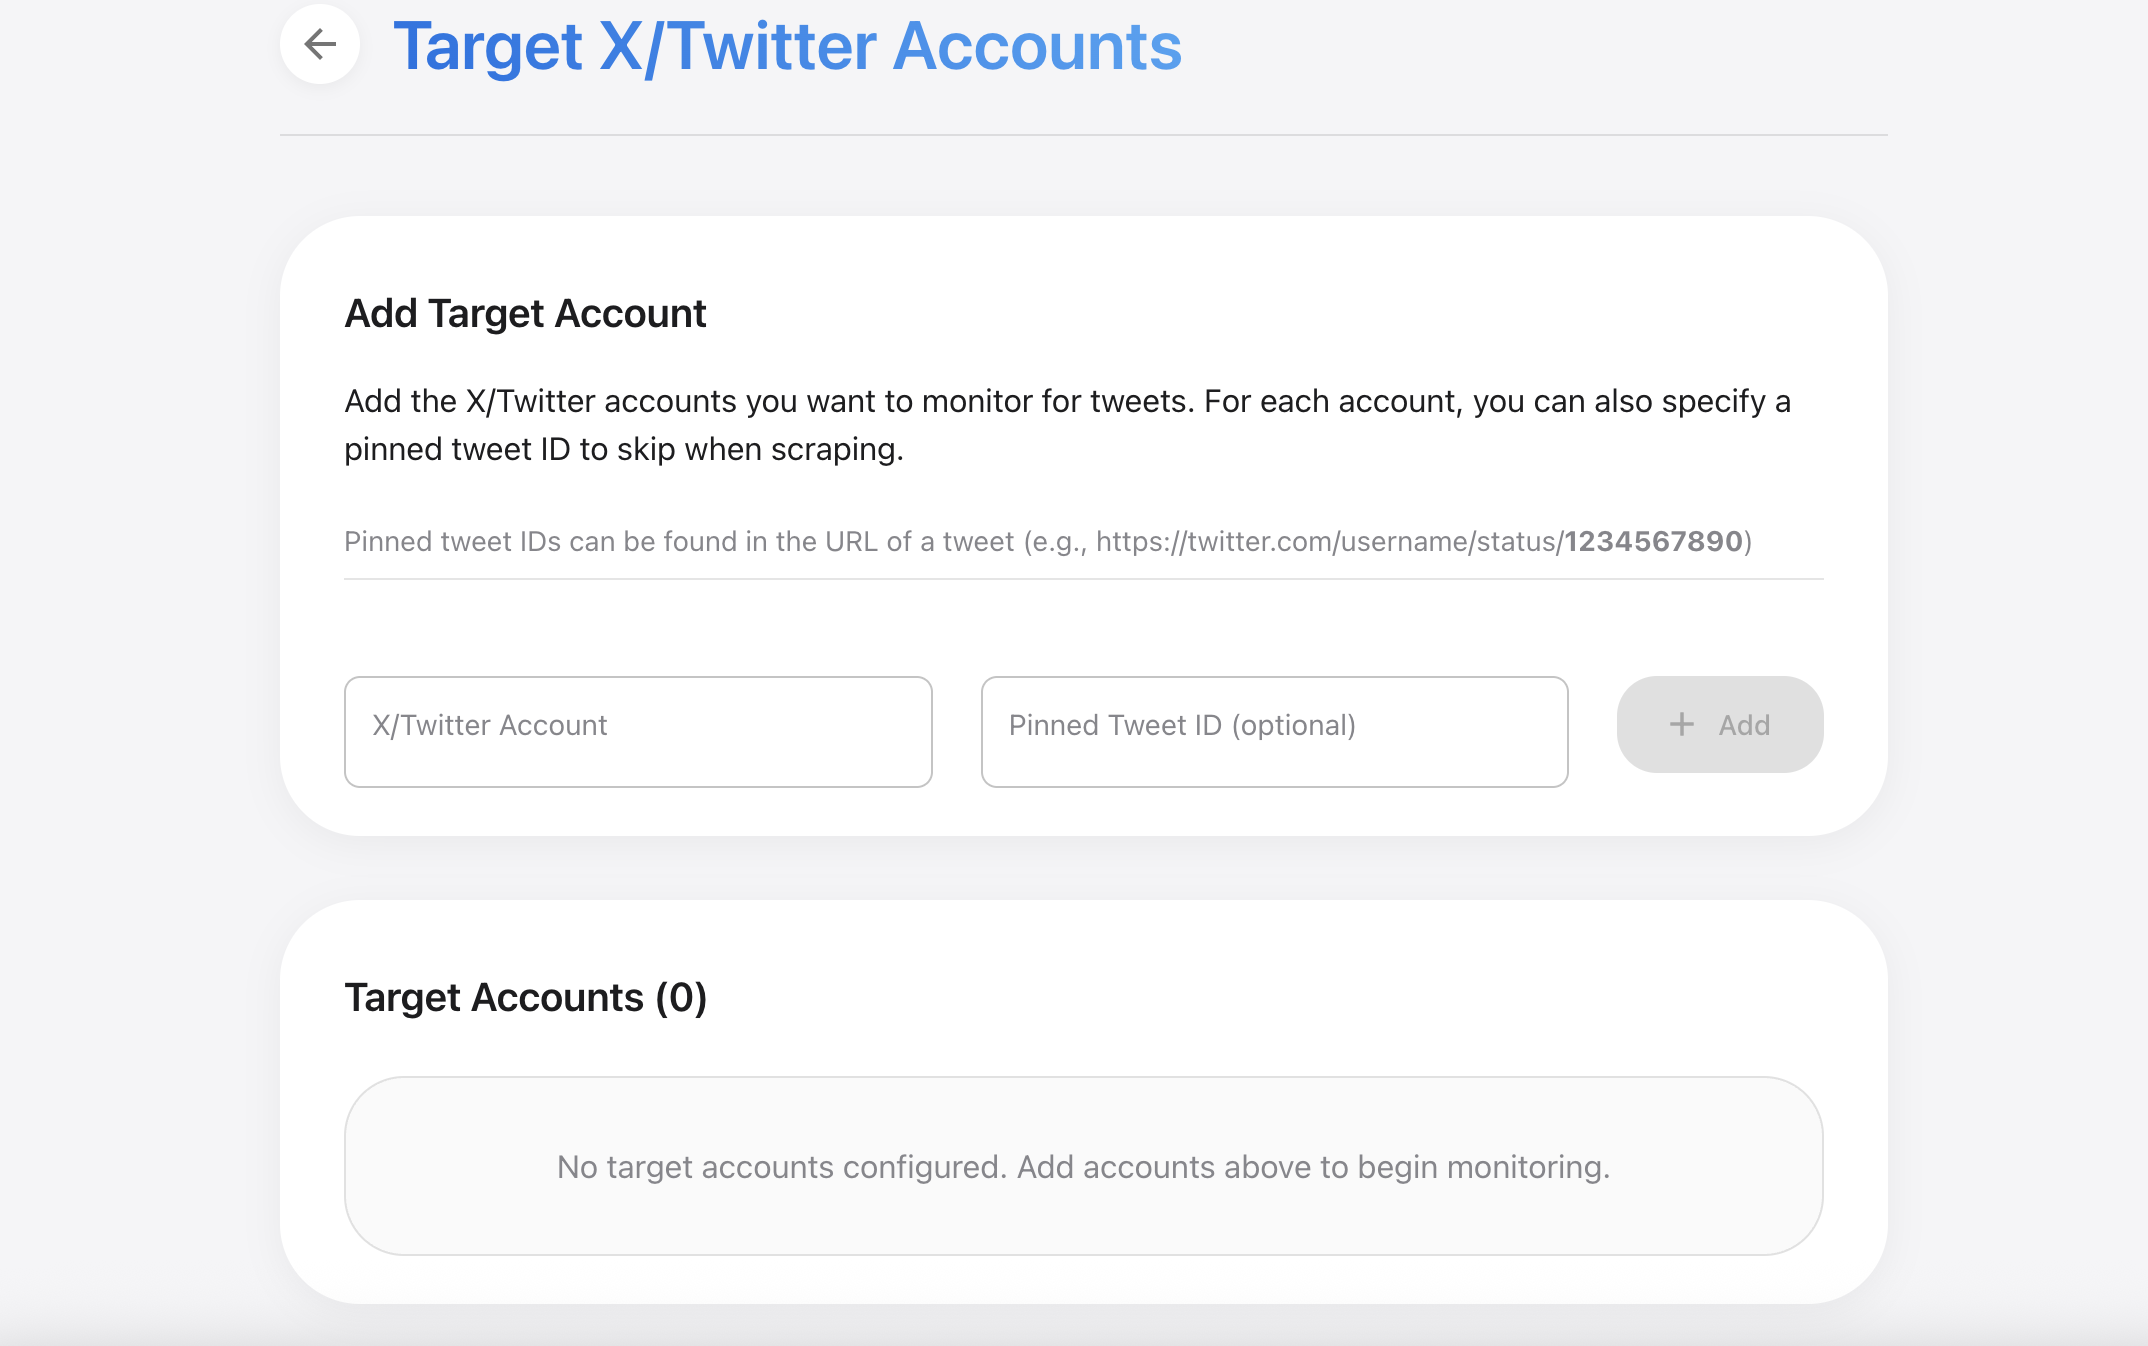 Target X/Twitter Accounts
Add Target Account
Add the X/Twitter accounts you want to monitor for tweets. For each account, you can also specify a
pinned tweet ID to skip when scraping.
Pinned tweet IDs can be found in the URL of a tweet (e.g., https://twitter.com/username/status/1234567890)
X/Twitter Account
Pinned Tweet ID (optional)
+ Add
Target Accounts (0)
No target accounts configured. Add accounts above to begin monitoring.